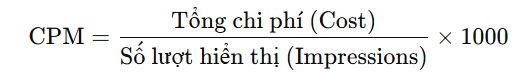 CPM = Tổng chi phí (Cost) / Số lượt hiển thị (Impressions) × 1000